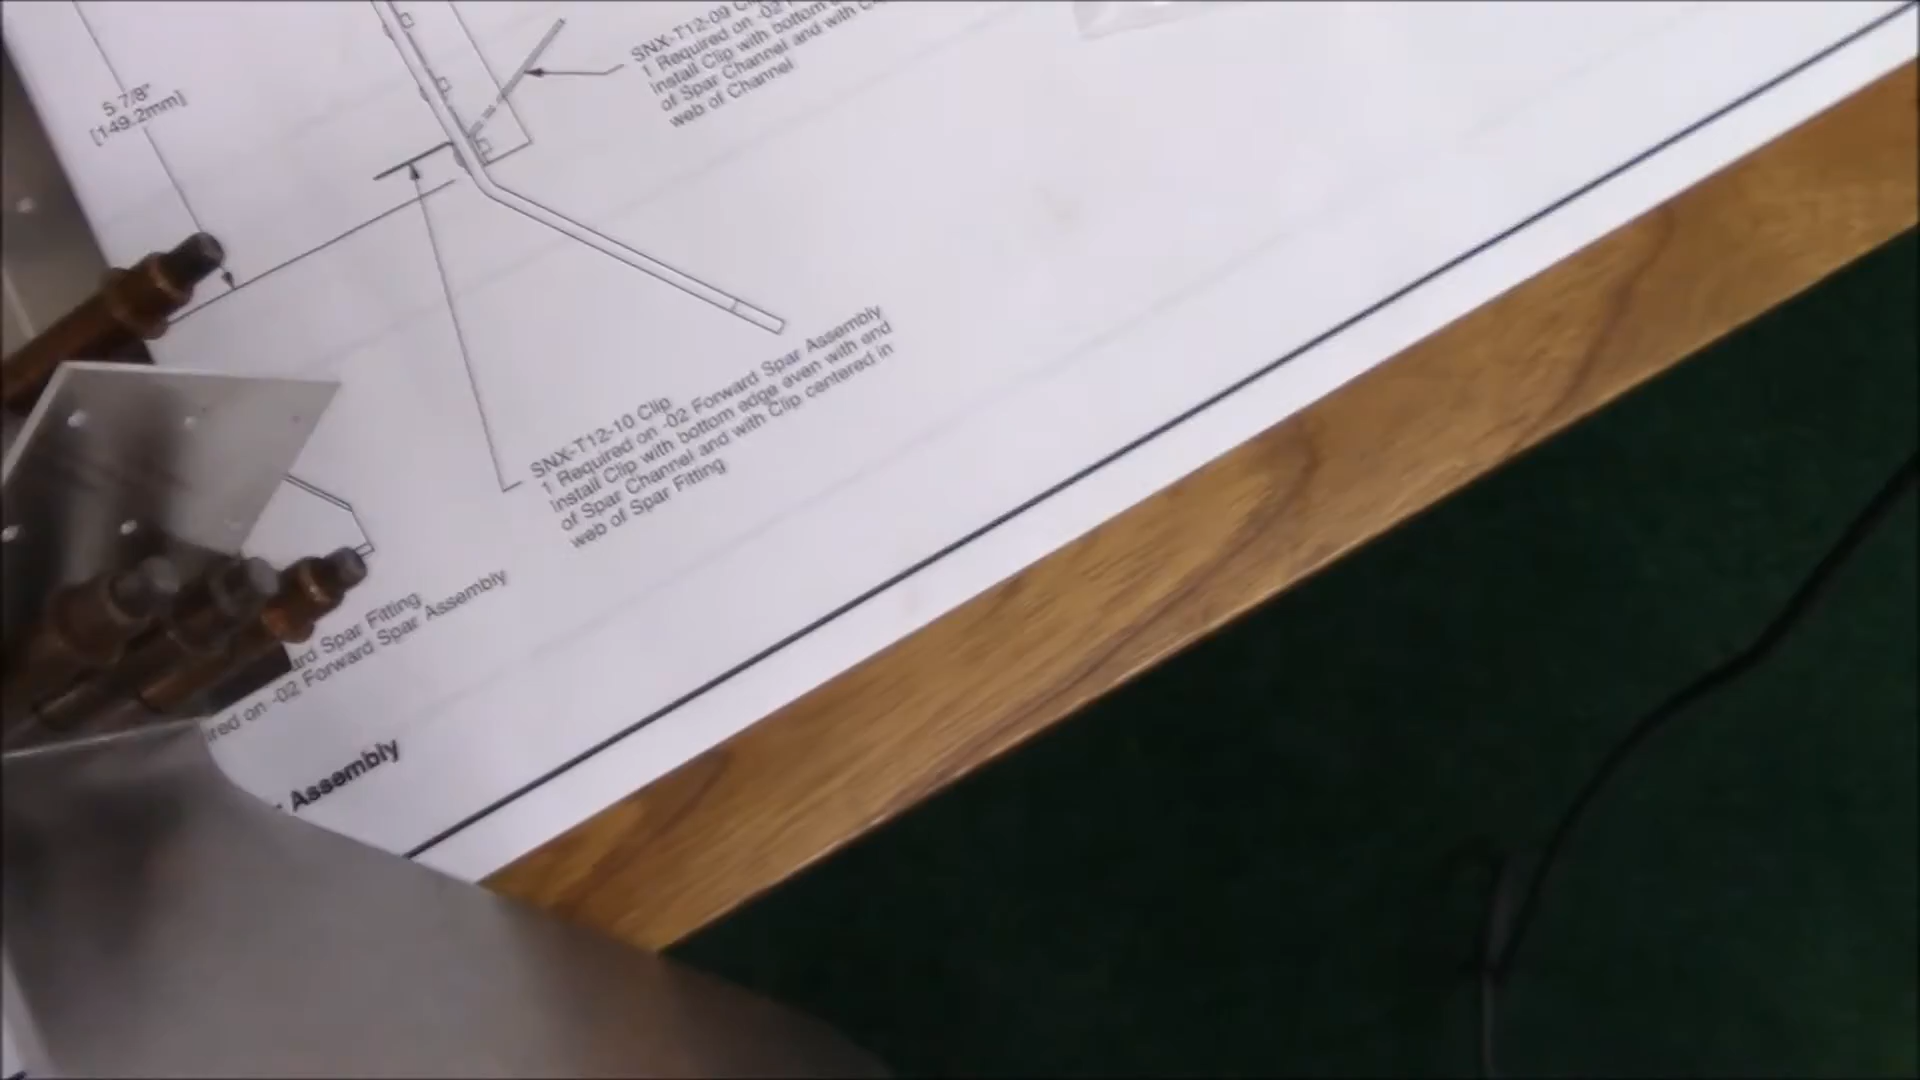 5 7/8"
[149.2mm]
SNX-T12-09
1 Required on -02
Install Clip with bottom
of Spar Channel and with
web of Channel
SNX-T12-10 Clip
1 Required on -02 Forward Spar Assembly
Install Clip with bottom edge even with end
of Spar Channel and with Clip centered in
web of Spar Fitting
Spar Fitting
on -02 Forward Spar Assembly
Assembly